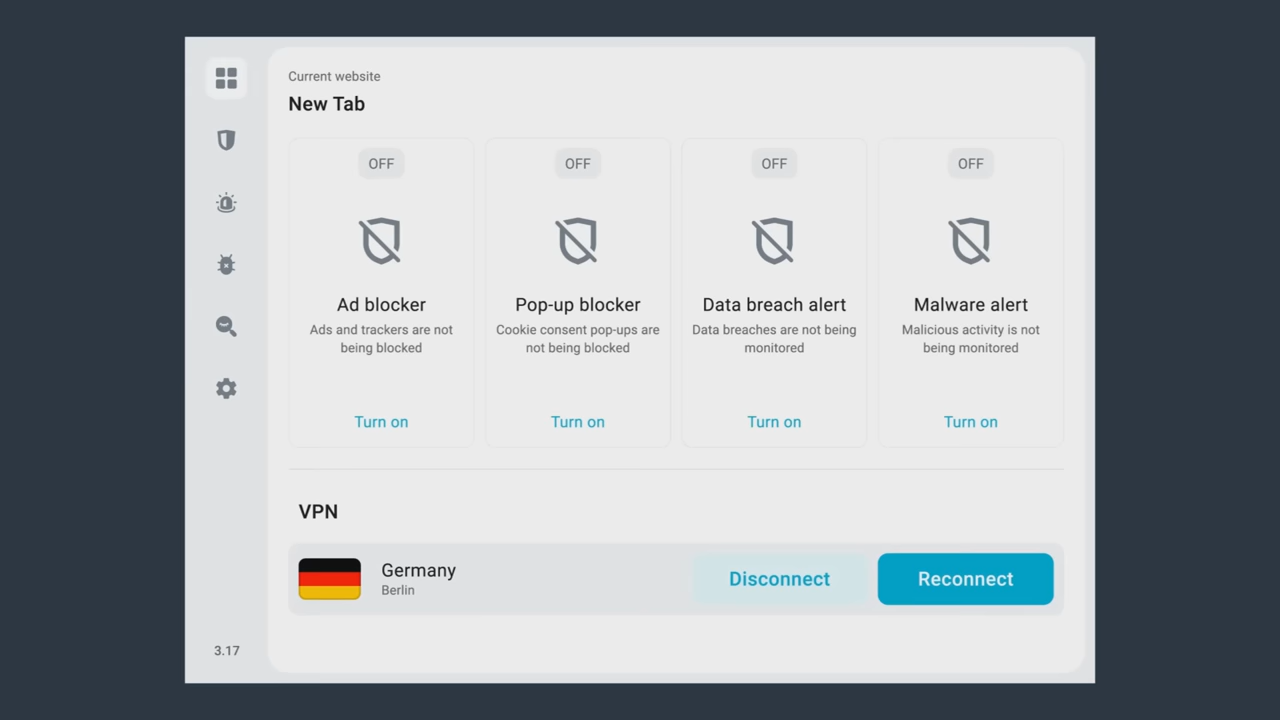 Current website
New Tab
OFF
OFF
OFF
OFF
Ad blocker
Ads and trackers are not
being blocked
Turn on
Pop-up blocker
Cookie consent pop-ups are
not being blocked
Turn on
Data breach alert
Data breaches are not being
monitored
Turn on
Malware alert
Malicious activity is not
being monitored
Turn on
VPN
Germany
Berlin
Disconnect
Reconnect
3.17